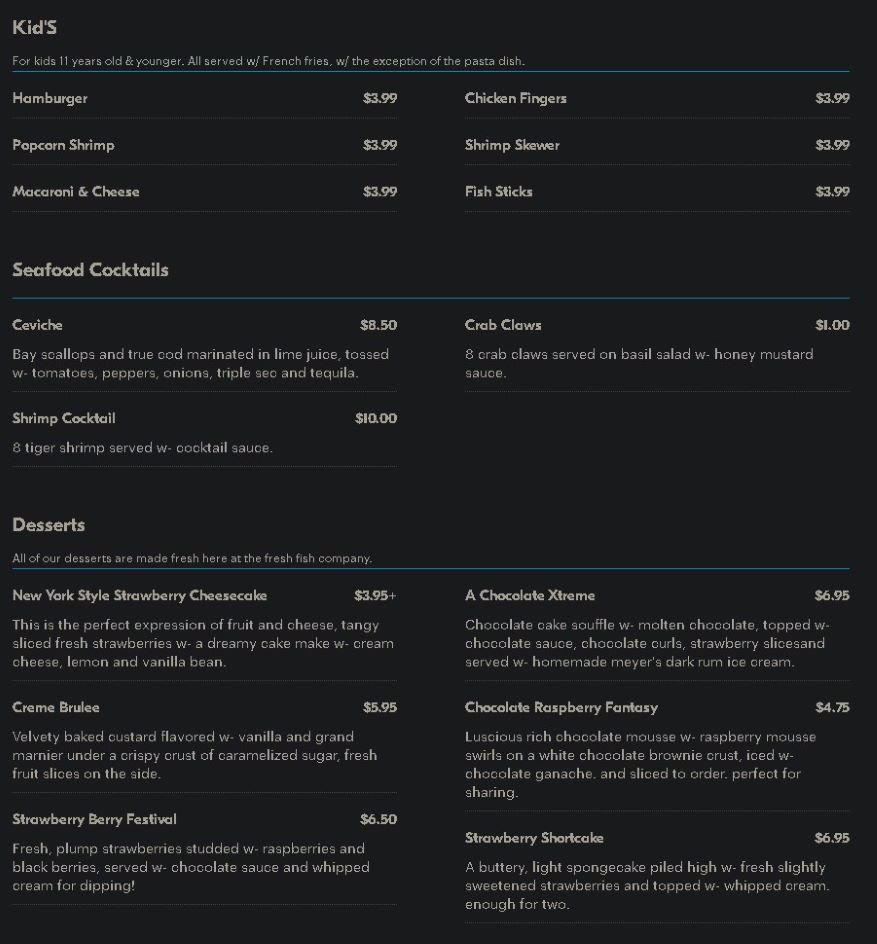 Kid'S
For kids 11 years old & younger. All served w/ French fries, w/ the exception of the pasta dish.
Hamburger $3.99
Chicken Fingers $3.99
Popcorn Shrimp $3.99
Shrimp Skewer $3.99
Macaroni & Cheese $3.99
Fish Sticks $3.99
Seafood Cocktails
Ceviche $8.50
Bay scallops and true cod marinated in lime juice, tossed
w- tomatoes, peppers, onions, triple sec and tequila.
Crab Claws $1.00
8 crab claws served on basil salad w- honey mustard
sauce.
Shrimp Cocktail $10.00
8 tiger shrimp served w- cocktail sauce.
Desserts
All of our desserts are made fresh here at the fresh fish company.
New York Style Strawberry Cheesecake $3.95+
This is the perfect expression of fruit and cheese, tangy
sliced fresh strawberries w- a dreamy cake make w- cream
cheese, lemon and vanilla bean.
A Chocolate Xtreme $6.95
Chocolate cake souffle w- molten chocolate, topped w-
chocolate sauce, chocolate curls, strawberry slicesand
served w- homemade meyer's dark rum ice cream.
Creme Brulee $5.95
Velvety baked custard flavored w- vanilla and grand
marnier under a crispy crust of caramelized sugar, fresh
fruit slices on the side.
Chocolate Raspberry Fantasy $4.75
Luscious rich chocolate mousse w- raspberry mousse
swirls on a white chocolate brownie crust, iced w-
chocolate ganache. and sliced to order. perfect for
sharing.
Strawberry Berry Festival $6.50
Fresh, plump strawberries studded w- raspberries and
black berries, served w- chocolate sauce and whipped
cream for dipping!
Strawberry Shortcake $6.95
A buttery, light spongecake piled high w- fresh slightly
sweetened strawberries and topped w- whipped cream.
enough for two.